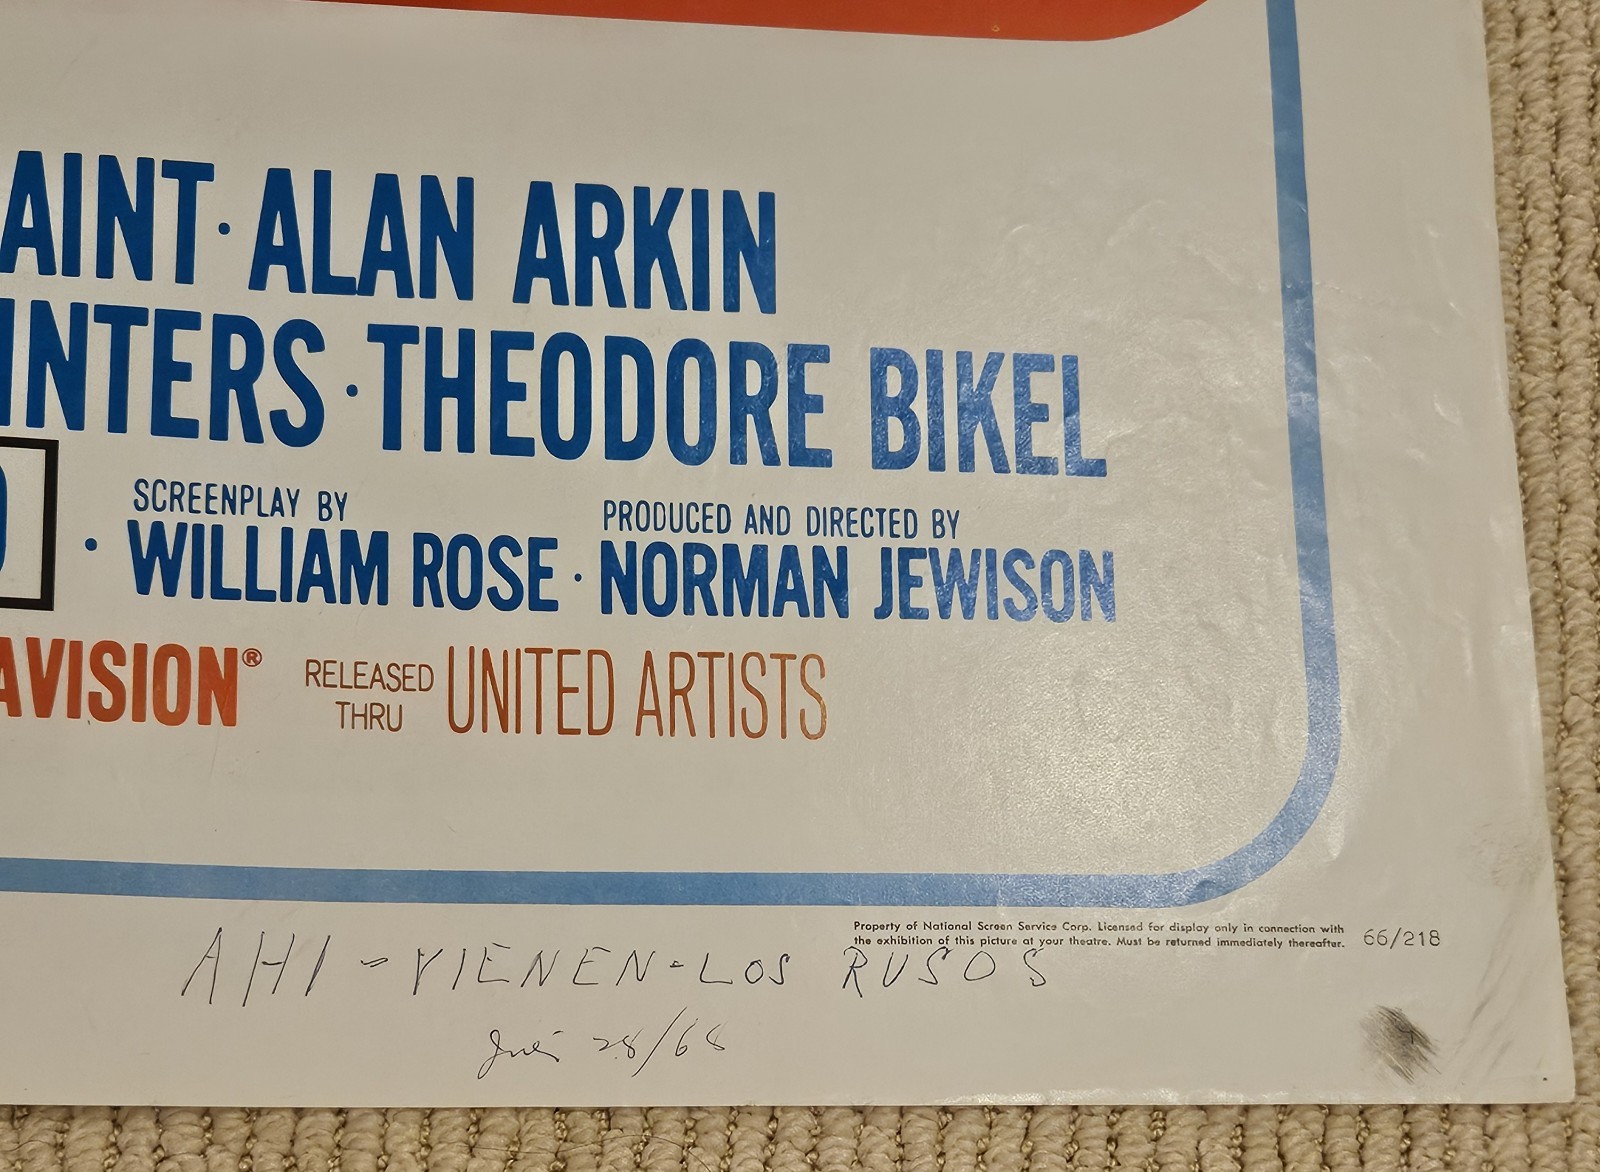 AINT · ALAN ARKIN
INTERS · THEODORE BIKEL
· SCREENPLAY BY
WILLIAM ROSE ·
PRODUCED AND DIRECTED BY
NORMAN JEWISON
AVISION® RELEASED THRU UNITED ARTISTS
Property of National Screen Service Corp. Licensed for display only in connection with
the exhibition of this picture at your theatre. Must be returned immediately thereafter.
66/218
AHI - VIENEN - LOS RUSOS
28/68